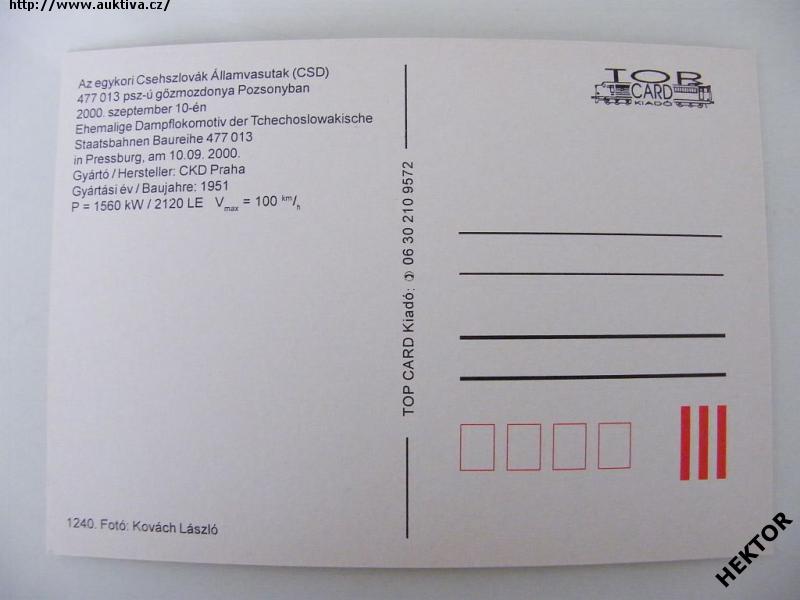 http://www.auktiva.cz/
Az egykori Csehszlovák Államvasutak (CSD)
477 013 psz-ú gőzmozdonya Pozsonyban
2000. szeptember 10-én
Ehemalige Dampflokomotiv der Tchechoslowakische
Staatsbahnen Baureihe 477 013
in Pressburg, am 10.09. 2000.
Gyártó / Hersteller: CKD Praha
Gyártási év / Baujahre: 1951
P = 1560 kW / 2120 LE Vmax = 100 km/h
1240. Fotó: Kovách László
TOP CARD Kiadó: 06 30 210 9572
TOP
CARD
KIADÓ
HEKTOR